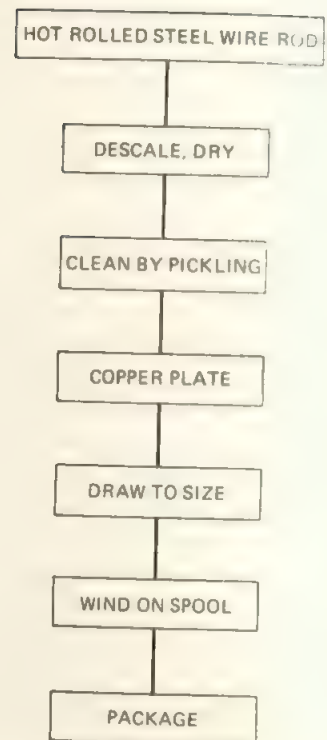 HOT ROLLED STEEL WIRE ROD
DESCALE, DRY
CLEAN BY PICKLING
COPPER PLATE
DRAW TO SIZE
WIND ON SPOOL
PACKAGE